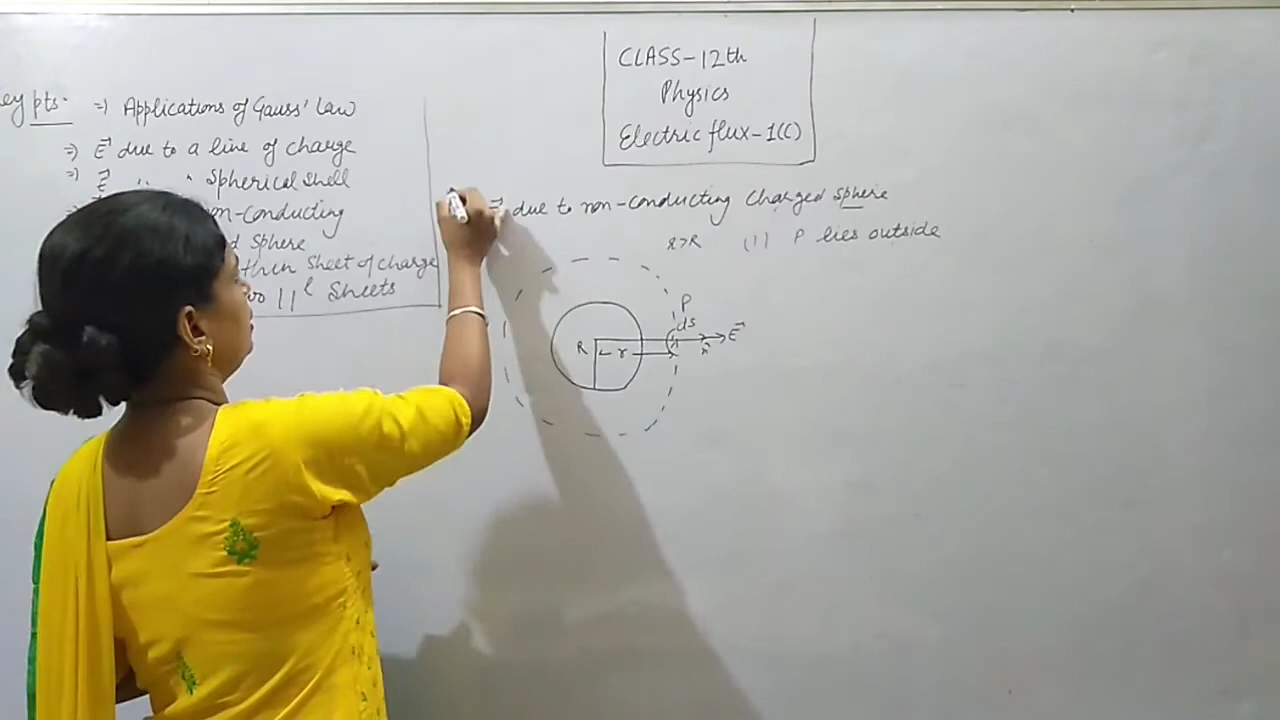 CLASS-12th
Physics
Electric flux-1(C)
key pts. ⇒ Applications of Gauss' Law
⇒ E⃗ due to a line of charge
⇒ E⃗ " " Spherical shell
non-conducting
d sphere
thin sheet of charge
two ||l Sheets
E⃗ due to non-conducting charged sphere
r>R (1) P lies outside
P
ds
R r n̂ E⃗